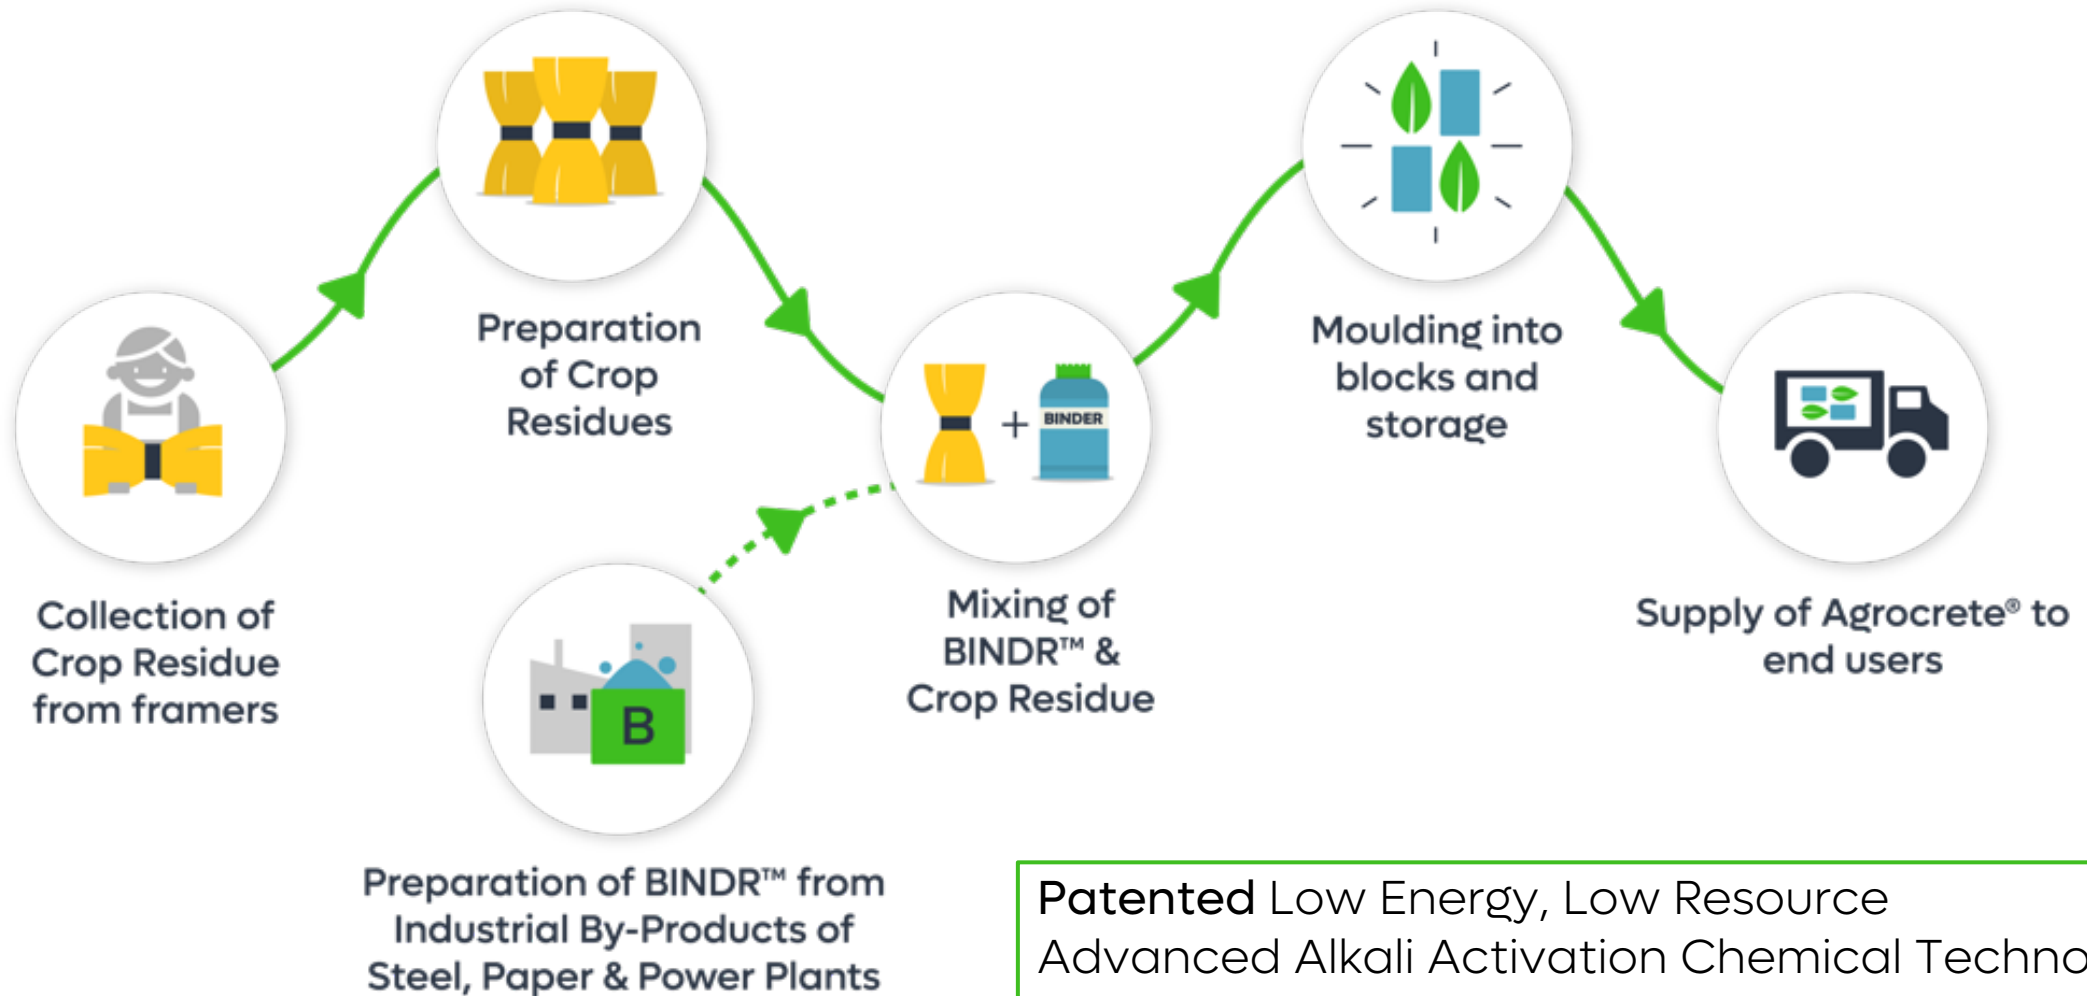 Preparation
of Crop
Residues
Moulding into
blocks and
storage
BINDER
Collection of
Crop Residue
from framers
Mixing of
BINDR™ &
Crop Residue
Supply of Agrocrete® to
end users
B
Preparation of BINDR™ from
Industrial By-Products of
Steel, Paper & Power Plants
Patented Low Energy, Low Resource
Advanced Alkali Activation Chemical Techno